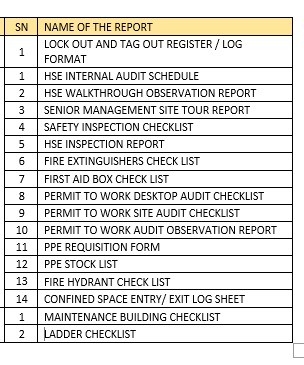 SN NAME OF THE REPORT
1 LOCK OUT AND TAG OUT REGISTER / LOG
FORMAT
1 HSE INTERNAL AUDIT SCHEDULE
2 HSE WALKTHROUGH OBSERVATION REPORT
3 SENIOR MANAGEMENT SITE TOUR REPORT
4 SAFETY INSPECTION CHECKLIST
5 HSE INSPECTION REPORT
6 FIRE EXTINGUISHERS CHECK LIST
7 FIRST AID BOX CHECK LIST
8 PERMIT TO WORK DESKTOP AUDIT CHECKLIST
9 PERMIT TO WORK SITE AUDIT CHECKLIST
10 PERMIT TO WORK AUDIT OBSERVATION REPORT
11 PPE REQUISITION FORM
12 PPE STOCK LIST
13 FIRE HYDRANT CHECK LIST
14 CONFINED SPACE ENTRY/ EXIT LOG SHEET
1 MAINTENANCE BUILDING CHECKLIST
2 LADDER CHECKLIST